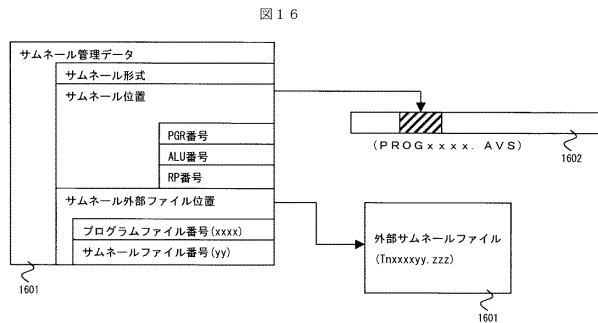 図１６
サムネール管理データ
サムネール形式
サムネール位置
PGR番号
ALU番号
RP番号
サムネール外部ファイル位置
プログラムファイル番号(xxxx)
サムネールファイル番号(yy)
1601
(ＰＲＯＧｘｘｘｘ．ＡＶＳ)
1602
外部サムネールファイル
(Tnxxxxyy.zzz)
1601